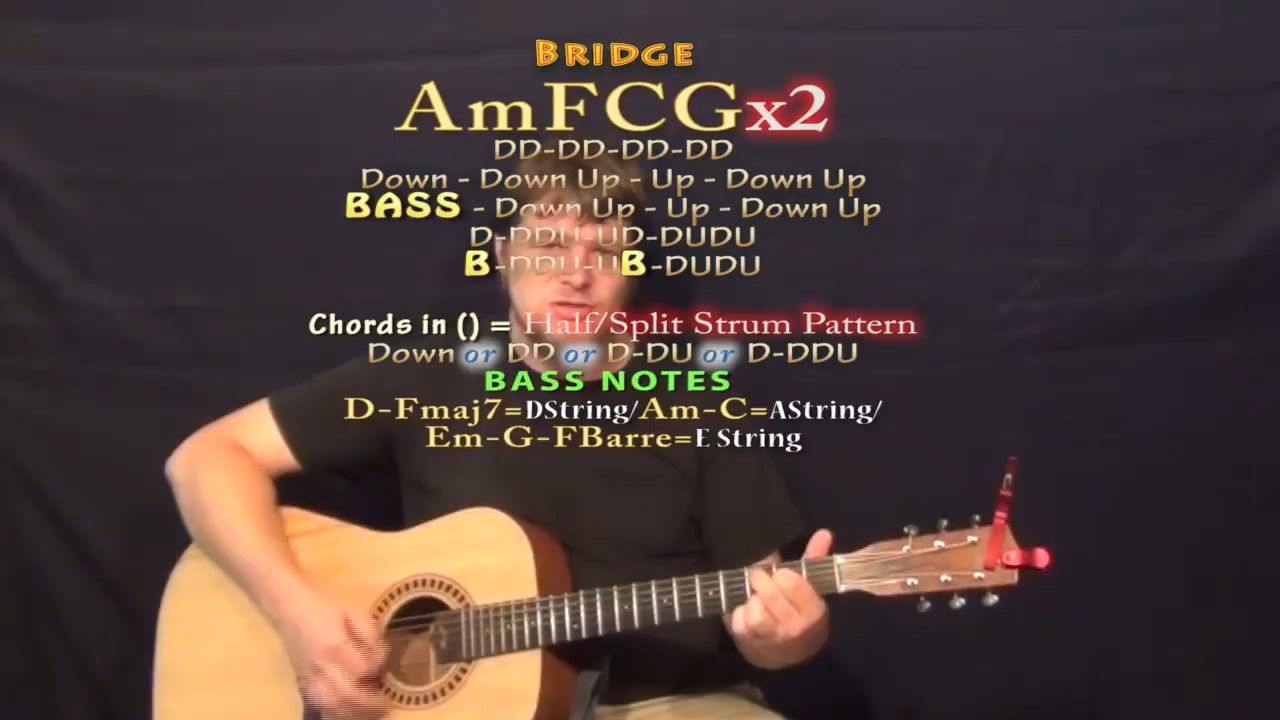 BRIDGE
AmFCGx2
DD-DD-DD-DD
Down - Down Up - Up - Down Up
BASS - Down Up - Up - Down Up
D-DDU-UD-DUDU
B-DDU-UB-DUDU
Chords in () = Half/Split Strum Pattern
Down or DD or D-DU or D-DDU
BASS NOTES
D-Fmaj7=DString/Am-C=AString/
Em-G-FBarre=E String